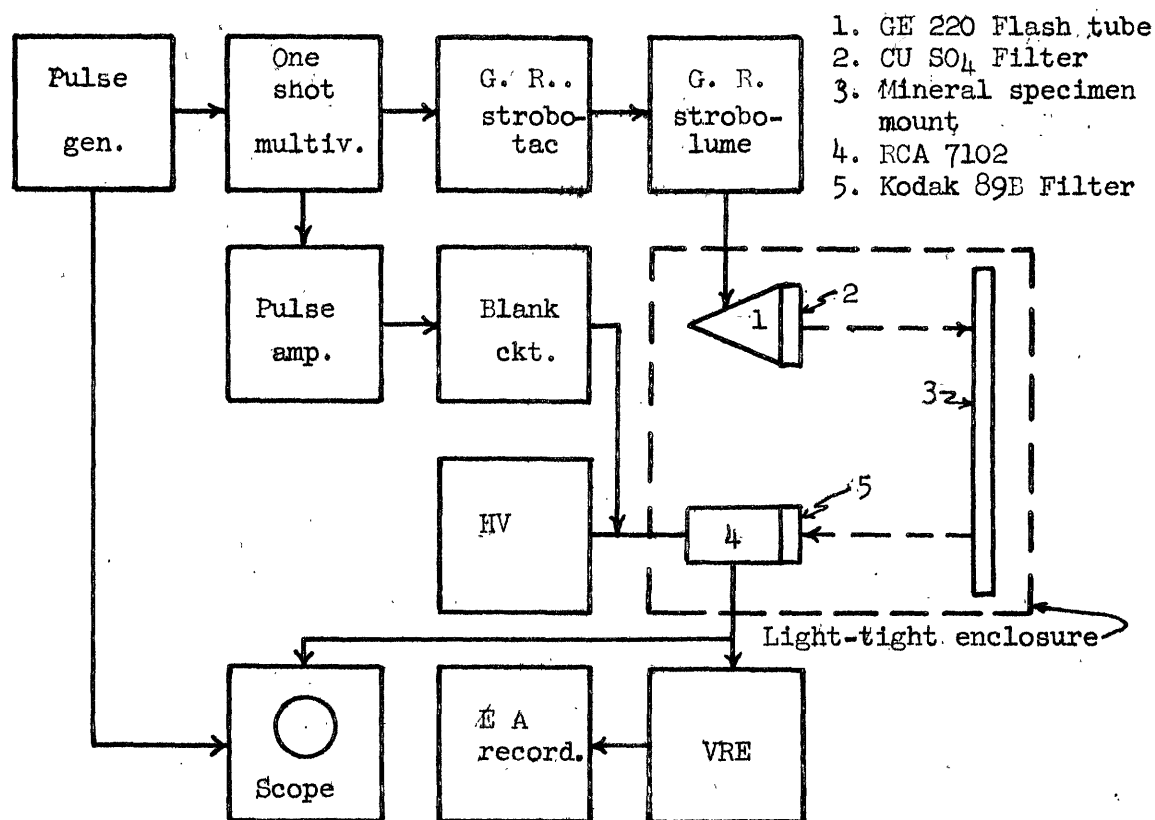 1. GE 220 Flash tube
2. CU SO4 Filter
3. Mineral specimen
mount
4. RCA 7102
5. Kodak 89B Filter
Pulse
gen.
One
shot
multiv.
G. R..
strobo-
tac
G. R.
strobo-
lume
Pulse
amp.
Blank
ckt.
1
2
3
HV
4
5
Light-tight enclosure
Scope
E A
record.
VRE